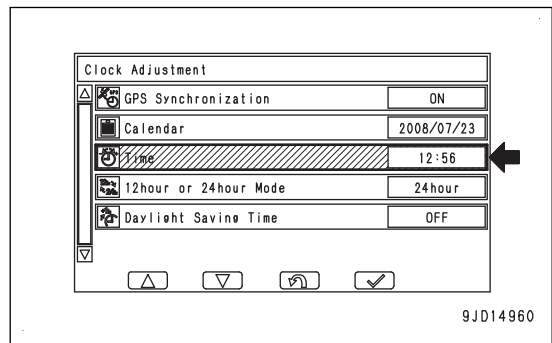 Clock Adjustment
GPS Synchronization ON
Calendar 2008/07/23
Time 12:56
12hour or 24hour Mode 24hour
Daylight Saving Time OFF
9JD14960